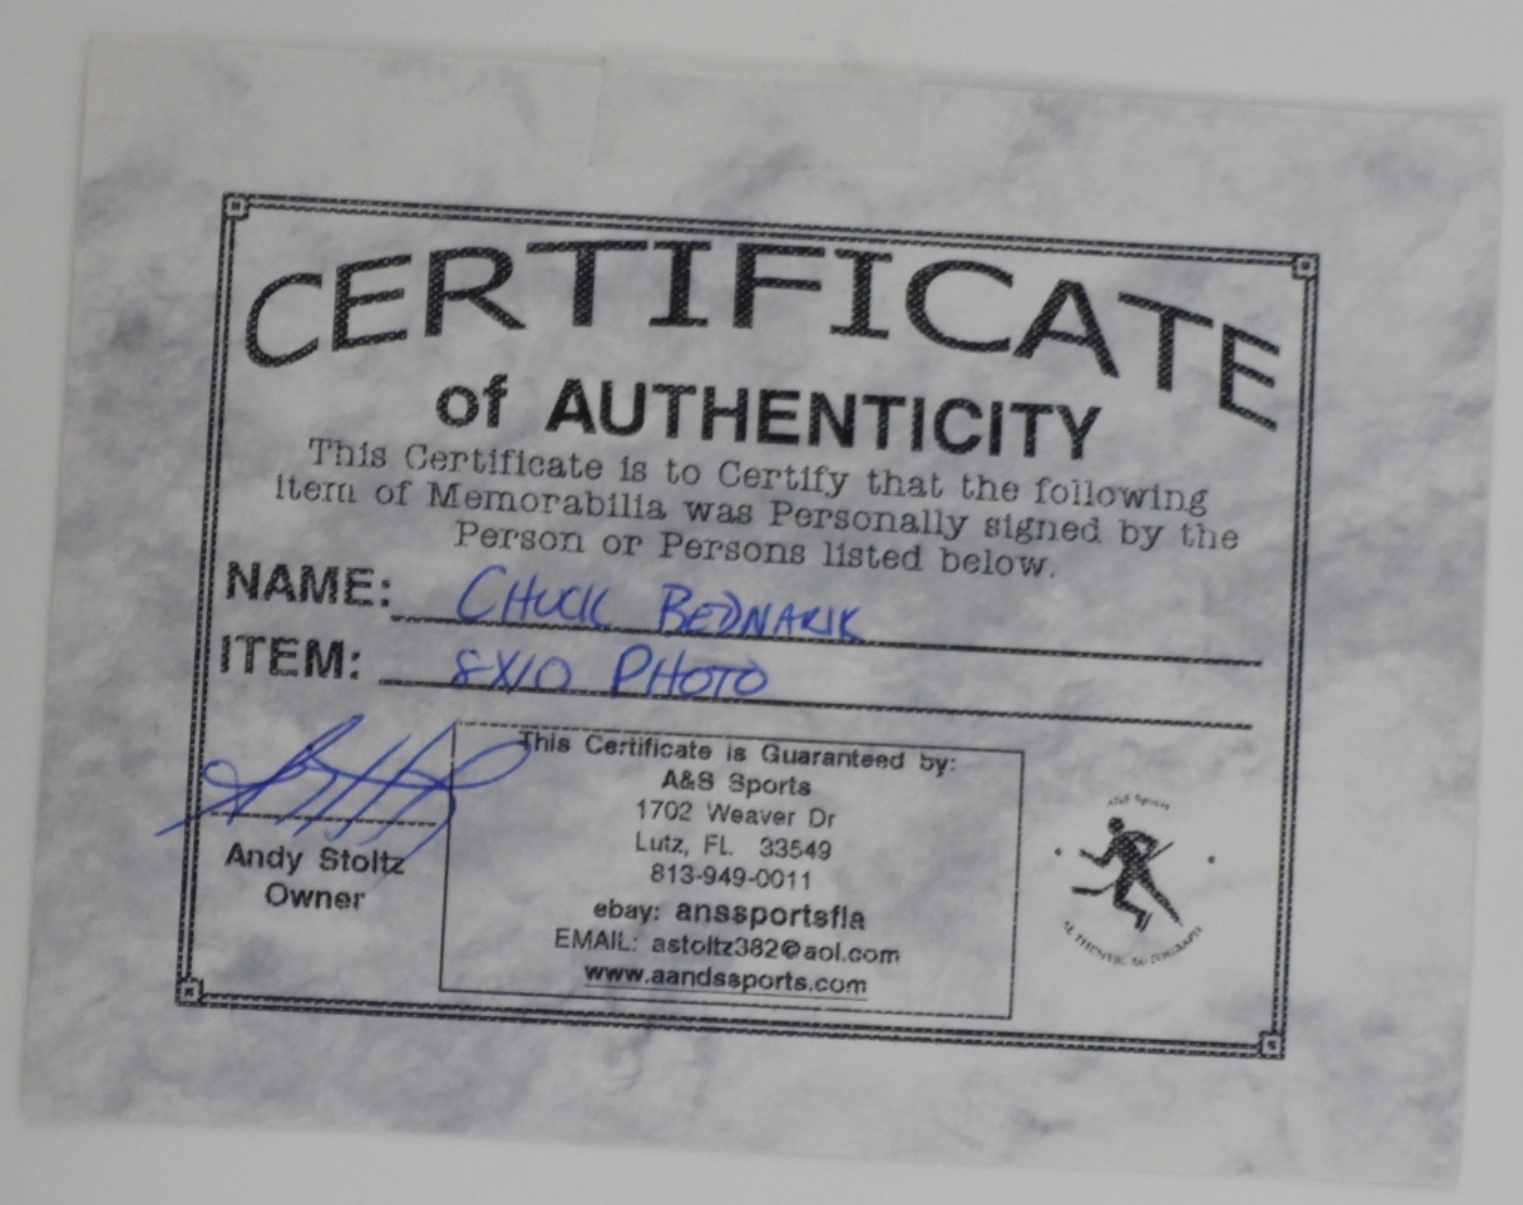 CERTIFICATE
of AUTHENTICITY
This Certificate is to Certify that the following
item of Memorabilia was Personally signed by the
Person or Persons listed below.
NAME: CHUCK BEDNARIK
ITEM: 8X10 PHOTO
Andy Stoltz
Owner
This Certificate is Guaranteed by:
A&S Sports
1702 Weaver Dr
Lutz, FL 33549
813-949-0011
ebay: anssportsfla
EMAIL: astoltz382@aol.com
www.aandssports.com
A&S Sports
AUTHENTIC AUTOGRAPH